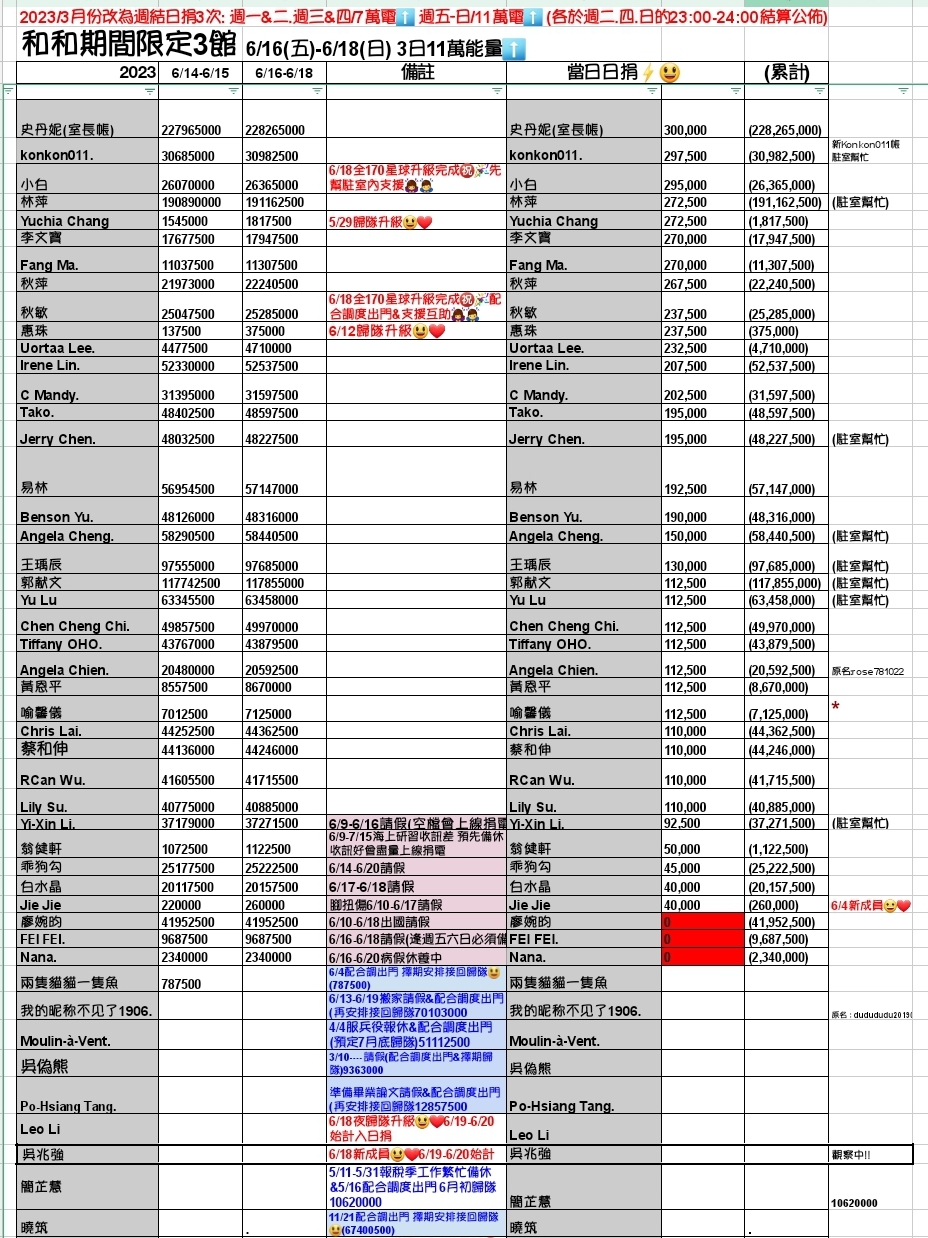 2023/3月份改為週結日捐3次: 週一&二.週三&四/7萬電⬆️ 週五-日/11萬電⬆️ (各於週二.四.日的23:00-24:00結算公佈)
和和期間限定3館 6/16(五)-6/18(日) 3日11萬能量⬆️
2023 6/14-6/15 6/16-6/18 備註 當日日捐⚡😃 (累計)
史丹妮(室長帳) 227965000 228265000 史丹妮(室長帳) 300,000 (228,265,000)
新Konkon011帳
konkon011. 30685000 30982500 konkon011. 297,500 (30,982,500) 駐室幫忙
6/18全170星球升級完成㊗️🎉先
小白 26070000 26365000 幫駐室內支援🙇‍♀️🙇‍♂️ 小白 295,000 (26,365,000)
林萍 190890000 191162500 林萍 272,500 (191,162,500) (駐室幫忙)
Yuchia Chang 1545000 1817500 5/29歸隊升級😃❤️ Yuchia Chang 272,500 (1,817,500)
李文寶 17677500 17947500 李文寶 270,000 (17,947,500)
Fang Ma. 11037500 11307500 Fang Ma. 270,000 (11,307,500)
秋萍 21973000 22240500 秋萍 267,500 (22,240,500)
6/18全170星球升級完成㊗️🎉配
秋敏 25047500 25285000 合調度出門&支援互助🙇‍♀️🙇‍♂️ 秋敏 237,500 (25,285,000)
惠珠 137500 375000 6/12歸隊升級😃❤️ 惠珠 237,500 (375,000)
Uortaa Lee. 4477500 4710000 Uortaa Lee. 232,500 (4,710,000)
Irene Lin. 52330000 52537500 Irene Lin. 207,500 (52,537,500)
C Mandy. 31395000 31597500 C Mandy. 202,500 (31,597,500)
Tako. 48402500 48597500 Tako. 195,000 (48,597,500)
Jerry Chen. 48032500 48227500 Jerry Chen. 195,000 (48,227,500) (駐室幫忙)
易林 56954500 57147000 易林 192,500 (57,147,000)
Benson Yu. 48126000 48316000 Benson Yu. 190,000 (48,316,000)
Angela Cheng. 58290500 58440500 Angela Cheng. 150,000 (58,440,500) (駐室幫忙)
王瑀辰 97555000 97685000 王瑀辰 130,000 (97,685,000) (駐室幫忙)
郭献文 117742500 117855000 郭献文 112,500 (117,855,000) (駐室幫忙)
Yu Lu 63345500 63458000 Yu Lu 112,500 (63,458,000) (駐室幫忙)
Chen Cheng Chi. 49857500 49970000 Chen Cheng Chi. 112,500 (49,970,000)
Tiffany OHO. 43767000 43879500 Tiffany OHO. 112,500 (43,879,500)
Angela Chien. 20480000 20592500 Angela Chien. 112,500 (20,592,500) 原名rose781022
黃恩平 8557500 8670000 黃恩平 112,500 (8,670,000)
喻馨儀 7012500 7125000 喻馨儀 112,500 (7,125,000) *
Chris Lai. 44252500 44362500 Chris Lai. 110,000 (44,362,500)
蔡和伸 44136000 44246000 蔡和伸 110,000 (44,246,000)
RCan Wu. 41605500 41715500 RCan Wu. 110,000 (41,715,500)
Lily Su. 40775000 40885000 Lily Su. 110,000 (40,885,000)
Yi-Xin Li. 37179000 37271500 6/9-6/16請假(空檔會上線捐電 Yi-Xin Li. 92,500 (37,271,500) (駐室幫忙)
6/9-7/15海上研習收訊差 預先備休
翁健軒 1072500 1122500 收訊好會盡量上線捐電 翁健軒 50,000 (1,122,500)
乖狗勾 25177500 25222500 6/14-6/20請假 乖狗勾 45,000 (25,222,500)
白水晶 20117500 20157500 6/17-6/18請假 白水晶 40,000 (20,157,500)
Jie Jie 220000 260000 腳扭傷6/10-6/17請假 Jie Jie 40,000 (260,000) 6/4新成員😃❤️
廖婉昀 41952500 41952500 6/10-6/18出國請假 廖婉昀 0 (41,952,500)
FEI FEI. 9687500 9687500 6/16-6/18請假(逢週五六日必須備 FEI FEI. 0 (9,687,500)
Nana. 2340000 2340000 6/16-6/20病假休養中 Nana. 0 (2,340,000)
6/4配合調出門 擇期安排接回歸隊😃
兩隻貓貓一隻魚 787500 (787500) 兩隻貓貓一隻魚
6/13-6/19搬家請假&配合調度出門
我的昵称不见了1906. (再安排接回歸隊70103000 我的昵称不见了1906. 原名 : dudududu2019(
4/4服兵役報休&配合調度出門
Moulin-à-Vent. (預定7月底歸隊)51112500 Moulin-à-Vent.
3/10---- 請假(配合調度出門&擇期歸
吳偽熊 隊)9363000 吳偽熊
準備畢業論文請假&配合調度出門
Po-Hsiang Tang. (再安排接回歸隊12857500 Po-Hsiang Tang.
6/18夜歸隊升級😃❤️6/19-6/20
Leo Li 始計入日捐 Leo Li
吳兆強 6/18新成員😃❤️6/19-6/20始計 吳兆強 觀察中!!
5/11-5/31報稅季工作繁忙備休
簡芷慧 &5/16配合調度出門 6月初歸隊 簡芷慧 10620000
10620000
11/21配合調出門 擇期安排接回歸隊
曉筑 . 😃(67400500) 曉筑 .